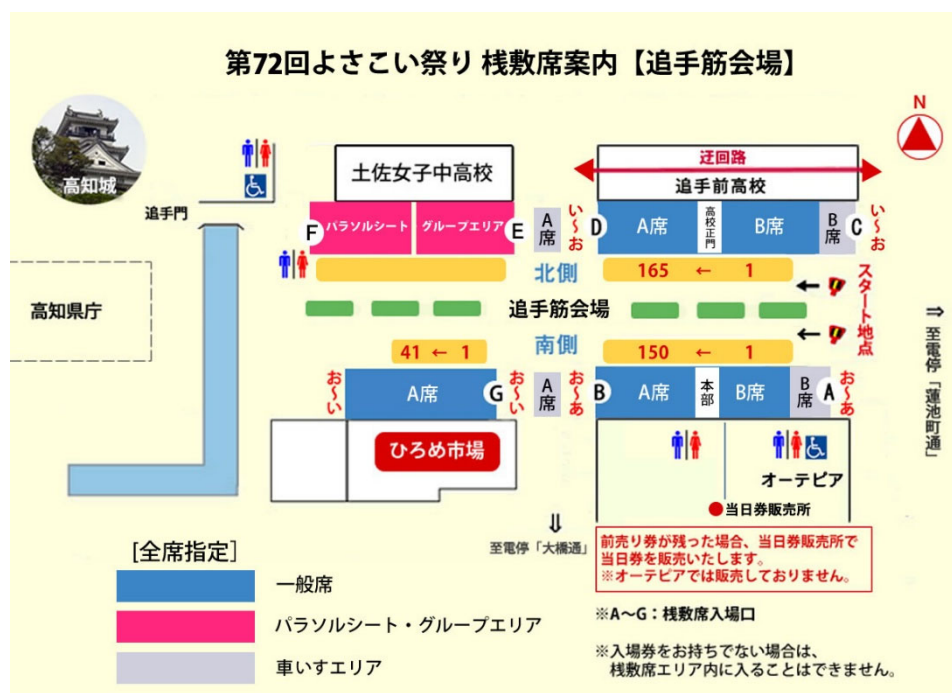 第72回よさこい祭り 桟敷席案内【追手筋会場】
高知城
追手門
高知県庁
土佐女子中高校
迂回路
追手前高校
N
F
パラソルシート
グループエリア
E
A席
い〜お
D
A席
高校正門
B席
B席
C
い〜お
北側
165 ← 1
←
スタート地点
追手筋会場
南側
41 ← 1
150 ← 1
←
⇒至電停「蓮池町通」
お〜い
A席
G
お〜い
A席
お〜あ
B
A席
本部
B席
B席
A
お〜あ
ひろめ市場
オーテピア
当日券販売所
⇓
至電停「大橋通」
前売り券が残った場合、当日券販売所で
当日券を販売いたします。
※オーテピアでは販売しておりません。
[全席指定]
一般席
パラソルシート・グループエリア
車いすエリア
※A〜G：桟敷席入場口
※入場券をお持ちでない場合は、
桟敷席エリア内に入ることはできません。